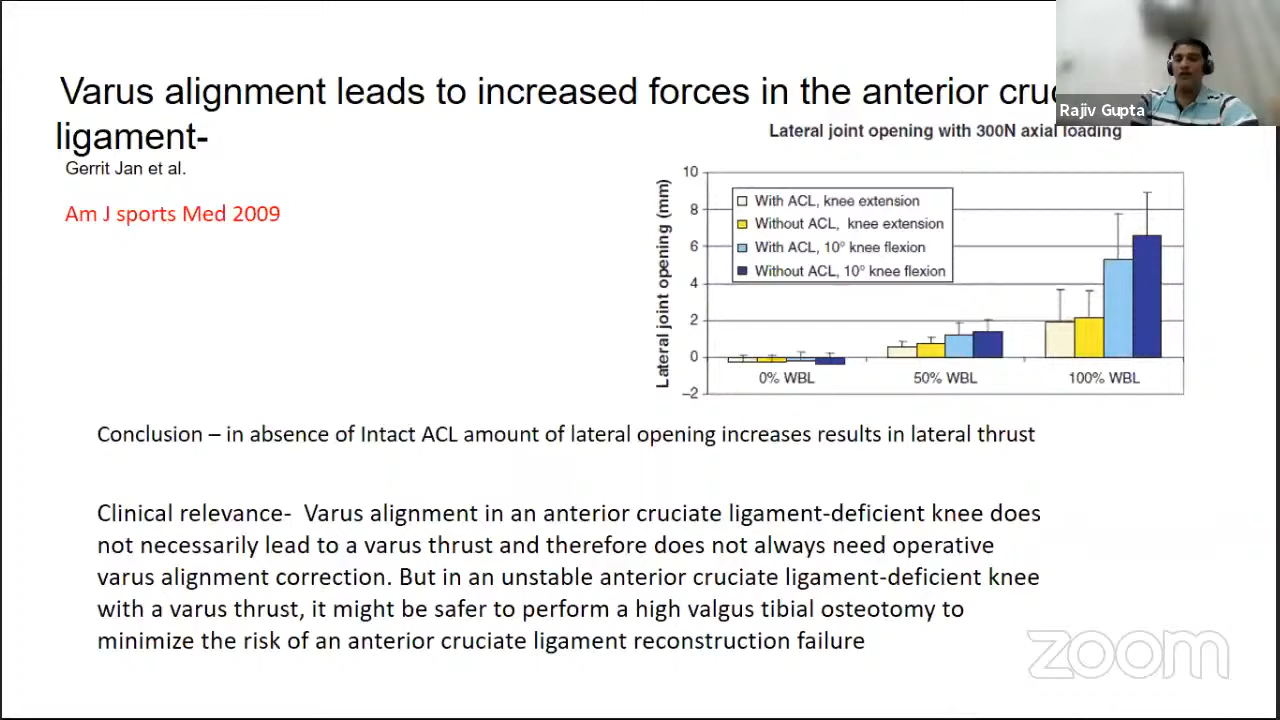 Varus alignment leads to increased forces in the anterior
ligament-
Gerrit Jan et al.
Am J sports Med 2009
Rajiv Gupta
Lateral joint opening with 300N axial loading
Lateral joint opening (mm)
10
8
6
4
2
0
−2
With ACL, knee extension
Without ACL, knee extension
With ACL, 10° knee flexion
Without ACL, 10° knee flexion
0% WBL
50% WBL
100% WBL
Conclusion – in absence of Intact ACL amount of lateral opening increases results in lateral thrust
Clinical relevance- Varus alignment in an anterior cruciate ligament-deficient knee does
not necessarily lead to a varus thrust and therefore does not always need operative
varus alignment correction. But in an unstable anterior cruciate ligament-deficient knee
with a varus thrust, it might be safer to perform a high valgus tibial osteotomy to
minimize the risk of an anterior cruciate ligament reconstruction failure
zoom